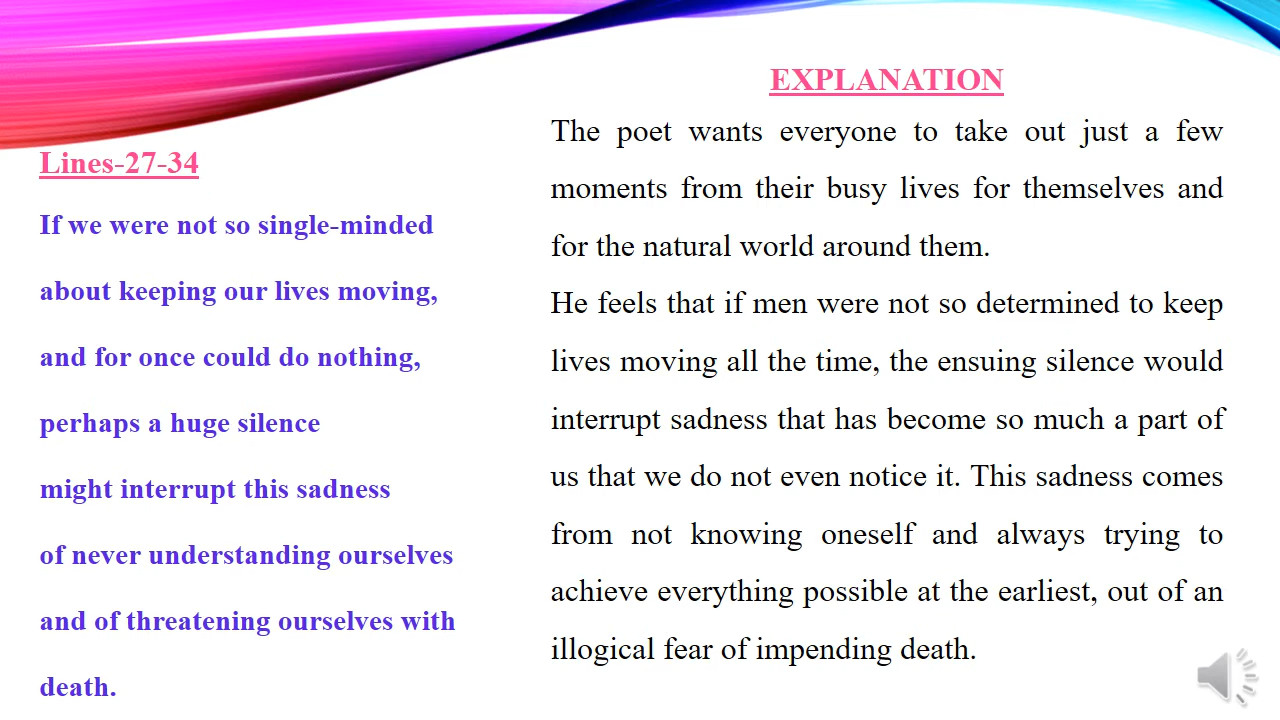 Lines-27-34
If we were not so single-minded
about keeping our lives moving,
and for once could do nothing,
perhaps a huge silence
might interrupt this sadness
of never understanding ourselves
and of threatening ourselves with
death.
EXPLANATION
The poet wants everyone to take out just a few
moments from their busy lives for themselves and
for the natural world around them.
He feels that if men were not so determined to keep
lives moving all the time, the ensuing silence would
interrupt sadness that has become so much a part of
us that we do not even notice it. This sadness comes
from not knowing oneself and always trying to
achieve everything possible at the earliest, out of an
illogical fear of impending death.